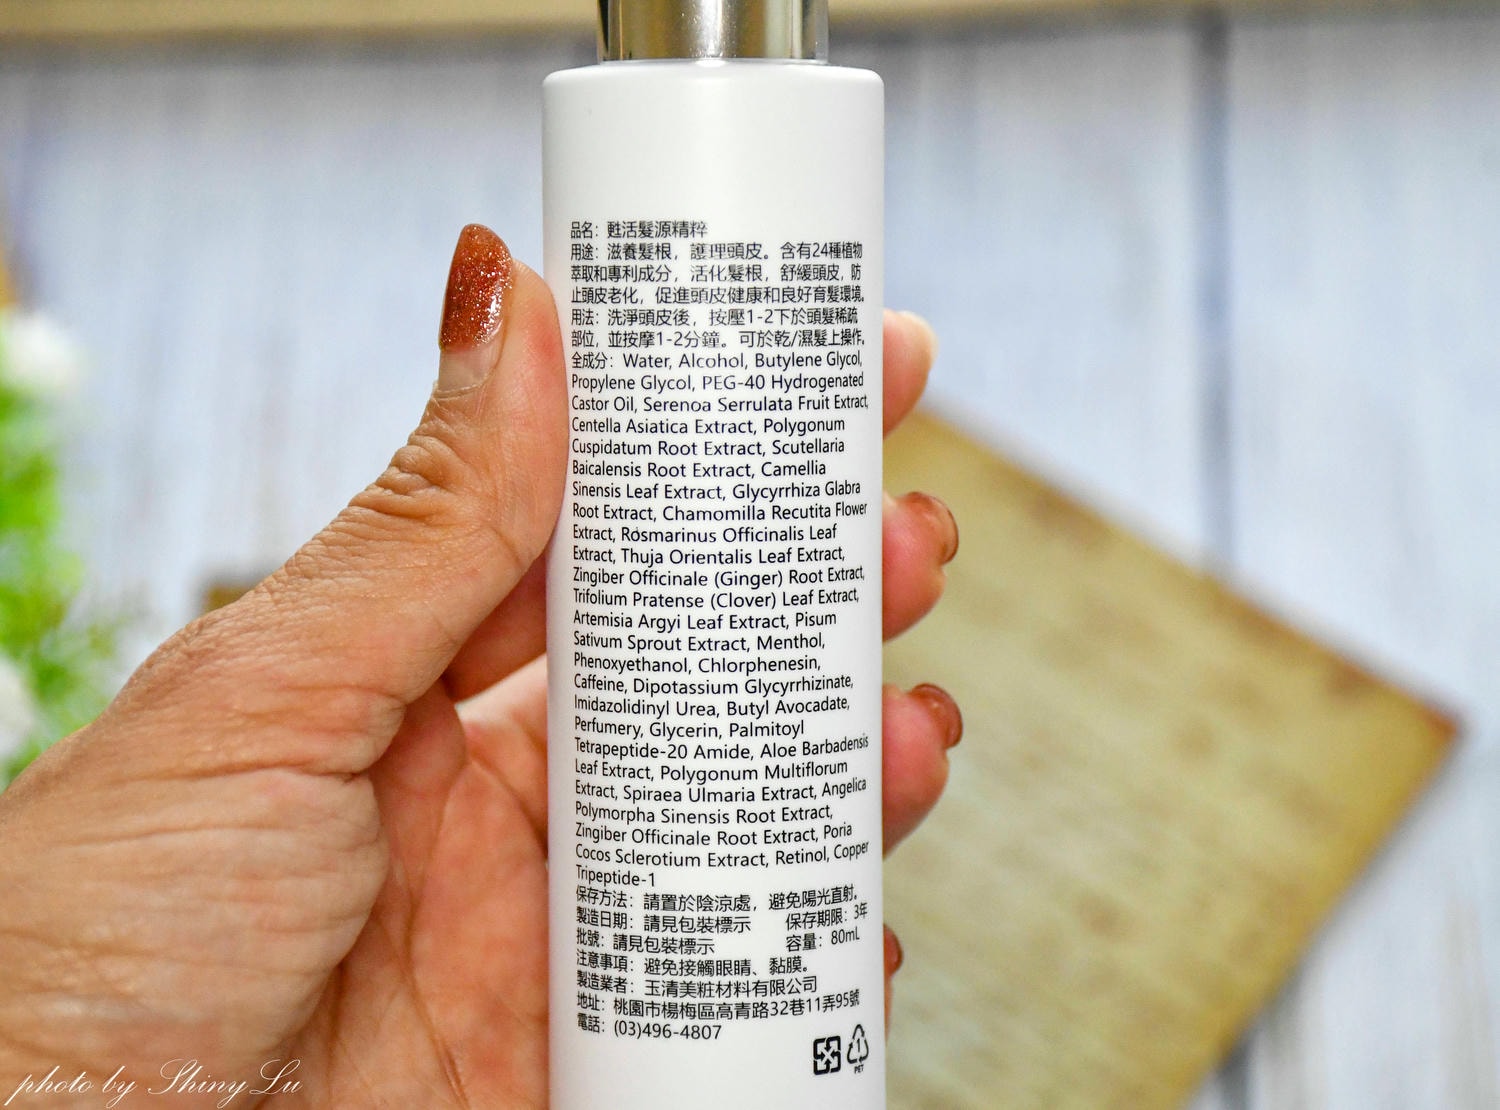 品名：甦活髮源精粹
用途：滋養髮根，護理頭皮。含有24種植物
萃取和專利成分，活化髮根，舒緩頭皮，防
止頭皮老化，促進頭皮健康和良好育髮環境。
用法：洗淨頭皮後，按壓1-2下於頭髮稀疏
部位，並按摩1-2分鐘。可於乾/濕髮上操作。
全成分：Water, Alcohol, Butylene Glycol,
Propylene Glycol, PEG-40 Hydrogenated
Castor Oil, Serenoa Serrulata Fruit Extract,
Centella Asiatica Extract, Polygonum
Cuspidatum Root Extract, Scutellaria
Baicalensis Root Extract, Camellia
Sinensis Leaf Extract, Glycyrrhiza Glabra
Root Extract, Chamomilla Recutita Flower
Extract, Rosmarinus Officinalis Leaf
Extract, Thuja Orientalis Leaf Extract,
Zingiber Officinale (Ginger) Root Extract,
Trifolium Pratense (Clover) Leaf Extract,
Artemisia Argyi Leaf Extract, Pisum
Sativum Sprout Extract, Menthol,
Phenoxyethanol, Chlorphenesin,
Caffeine, Dipotassium Glycyrrhizinate,
Imidazolidinyl Urea, Butyl Avocadate,
Perfumery, Glycerin, Palmitoyl
Tetrapeptide-20 Amide, Aloe Barbadensis
Leaf Extract, Polygonum Multiflorum
Extract, Spiraea Ulmaria Extract, Angelica
Polymorpha Sinensis Root Extract,
Zingiber Officinale Root Extract, Poria
Cocos Sclerotium Extract, Retinol, Copper
Tripeptide-1
保存方法：請置於陰涼處，避免陽光直射。
製造日期：請見包裝標示 保存期限：3年
批號：請見包裝標示 容量：80mL
注意事項：避免接觸眼睛、黏膜。
製造業者：玉清美粧材料有限公司
地址：桃園市楊梅區高青路32巷11弄95號
電話：(03)496-4807
1
PET
photo by ShinyLu